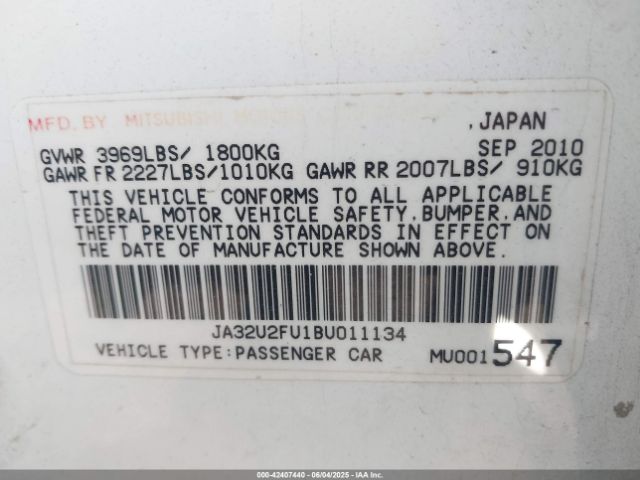 MFD. BY MITSUBISHI MOTORS
, JAPAN
GVWR 3969LBS/ 1800KG
SEP 2010
GAWR FR 2227LBS/1010KG GAWR RR 2007LBS/ 910KG
THIS VEHICLE CONFORMS TO ALL APPLICABLE
FEDERAL MOTOR VEHICLE SAFETY,BUMPER,AND
THEFT PREVENTION STANDARDS IN EFFECT ON
THE DATE OF MANUFACTURE SHOWN ABOVE.
JA32U2FU1BU011134
VEHICLE TYPE:PASSENGER CAR
MU001547
000-42407440 - 06/04/2025 - IAAI.COM